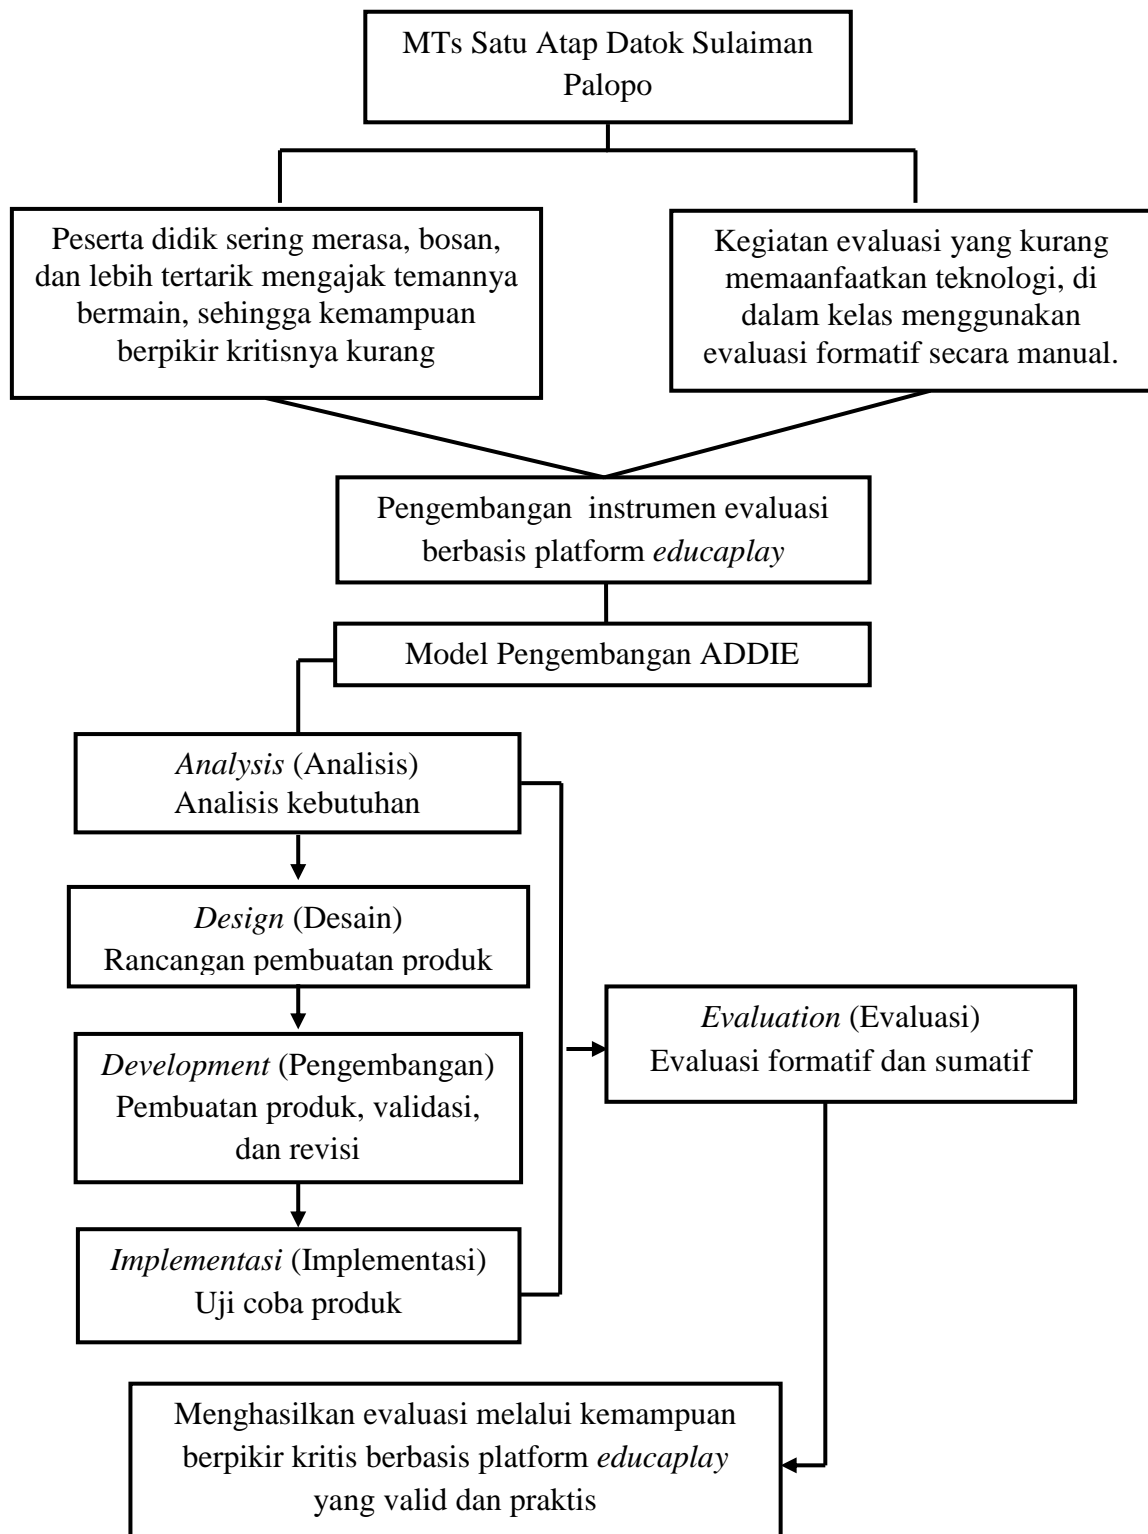 MTs Satu Atap Datok Sulaiman
Palopo
Peserta didik sering merasa, bosan,
dan lebih tertarik mengajak temannya
bermain, sehingga kemampuan
berpikir kritisnya kurang
Kegiatan evaluasi yang kurang
memaanfaatkan teknologi, di
dalam kelas menggunakan
evaluasi formatif secara manual.
Pengembangan instrumen evaluasi
berbasis platform educaplay
Model Pengembangan ADDIE
Analysis (Analisis)
Analisis kebutuhan
Design (Desain)
Rancangan pembuatan produk
Development (Pengembangan)
Pembuatan produk, validasi,
dan revisi
Implementasi (Implementasi)
Uji coba produk
Evaluation (Evaluasi)
Evaluasi formatif dan sumatif
Menghasilkan evaluasi melalui kemampuan
berpikir kritis berbasis platform educaplay
yang valid dan praktis